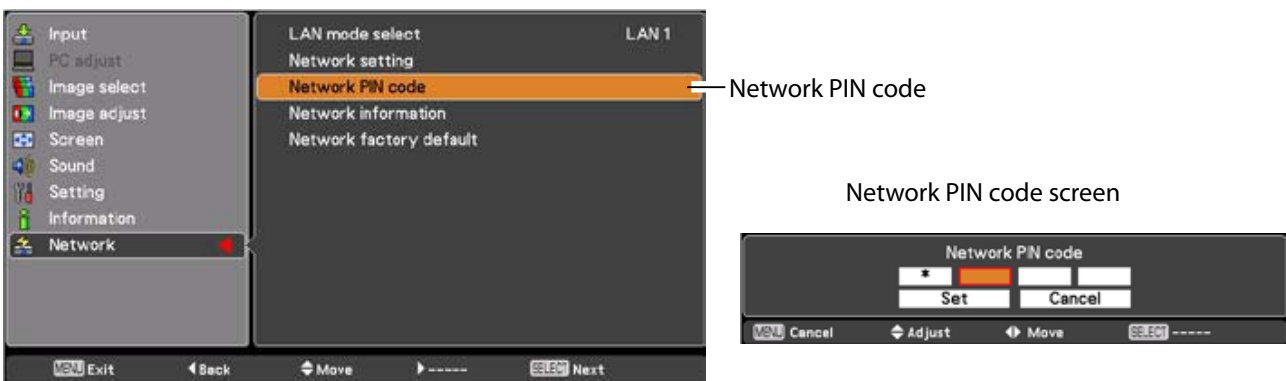 Input
PC adjust
Image select
Image adjust
Screen
Sound
Setting
Information
Network
LAN mode select LAN 1
Network setting
Network PIN code
Network information
Network factory default
MENU Exit Back Move ----- SELECT Next
Network PIN code
Network PIN code screen
Network PIN code
*
Set Cancel
MENU Cancel Adjust Move SELECT -----